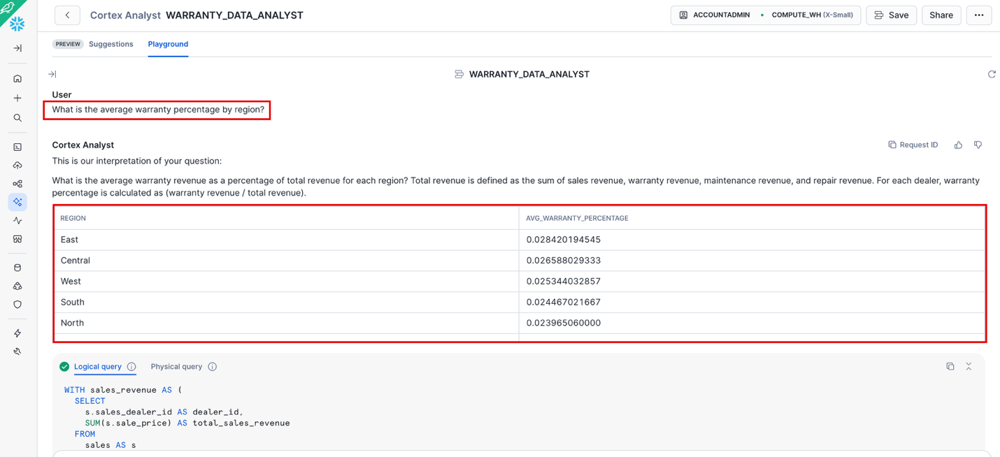 Cortex Analyst WARRANTY_DATA_ANALYST
ACCOUNTADMIN • COMPUTE_WH (X-Small)
Save
Share
PREVIEW Suggestions Playground
WARRANTY_DATA_ANALYST
User
What is the average warranty percentage by region?
Cortex Analyst
Request ID
This is our interpretation of your question:
What is the average warranty revenue as a percentage of total revenue for each region? Total revenue is defined as the sum of sales revenue, warranty revenue, maintenance revenue, and repair revenue. For each dealer, warranty
percentage is calculated as (warranty revenue / total revenue).
REGION AVG_WARRANTY_PERCENTAGE
East 0.028420194545
Central 0.026588029333
West 0.025344032857
South 0.024467021667
North 0.023965060000
Logical query Physical query
WITH sales_revenue AS (
SELECT
s.sales_dealer_id AS dealer_id,
SUM(s.sale_price) AS total_sales_revenue
FROM
sales AS s